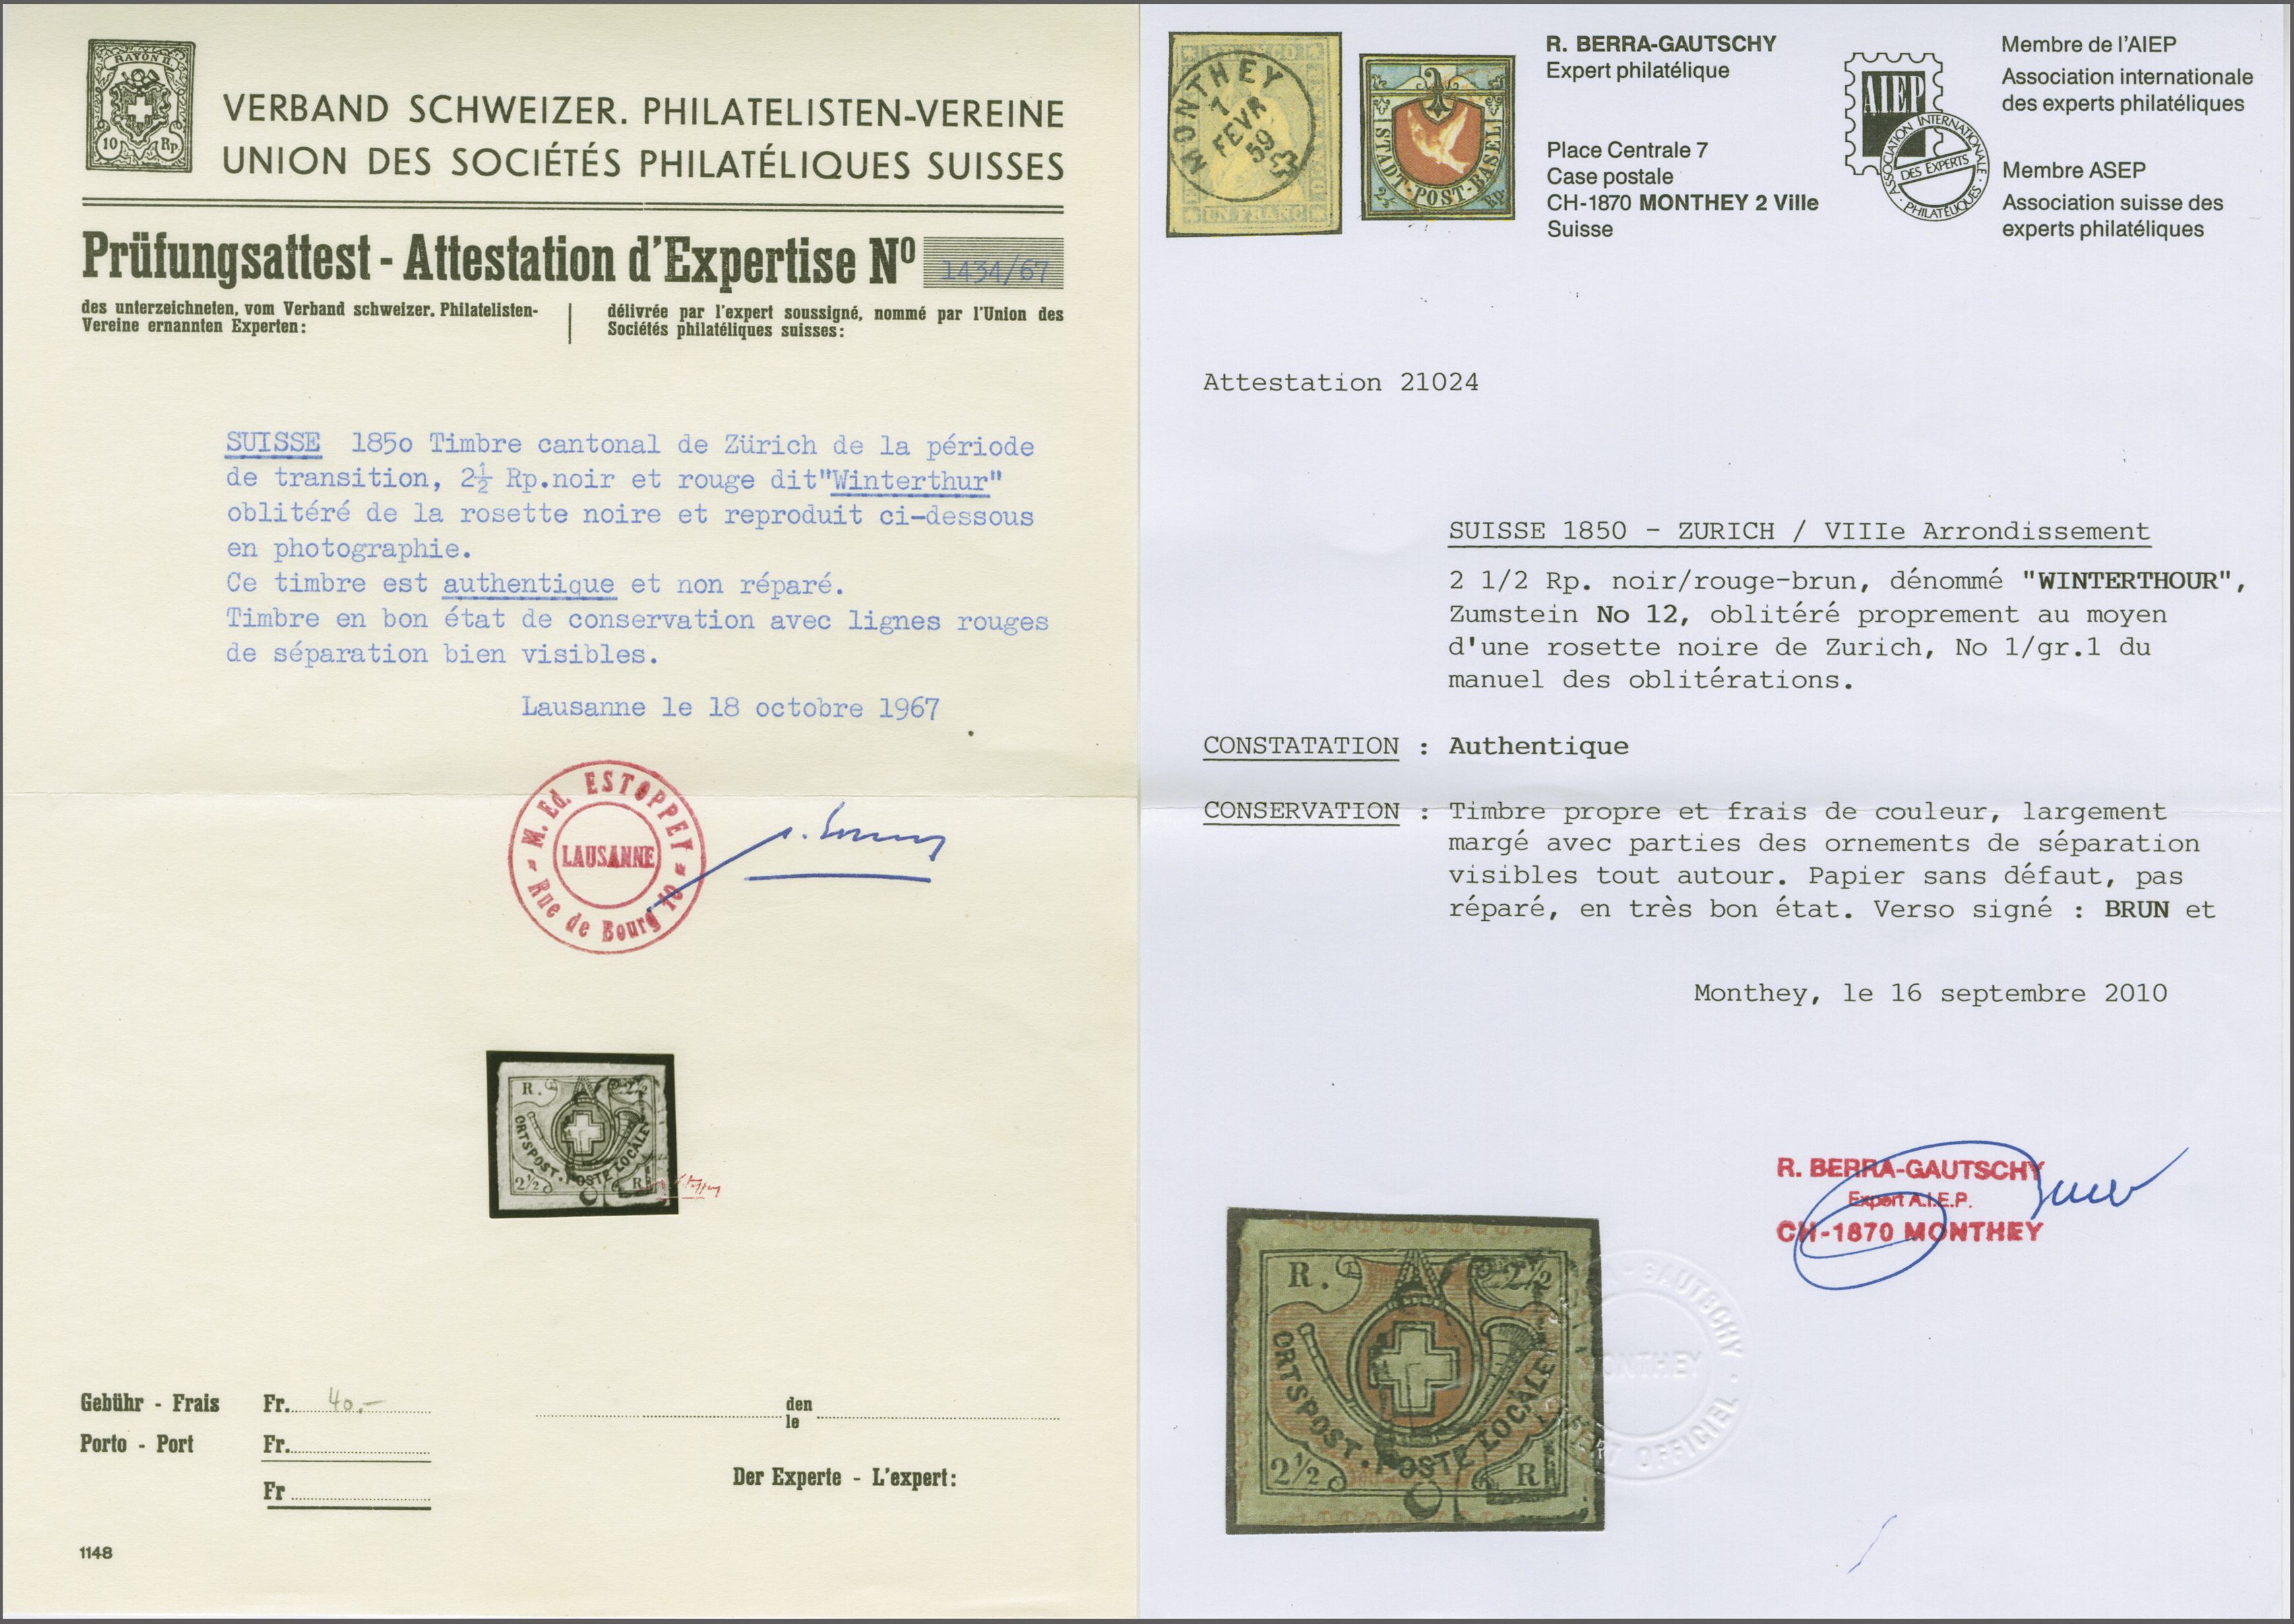 RAYON II.
10 Rp.
VERBAND SCHWEIZER. PHILATELISTEN-VEREINE
UNION DES SOCIÉTÉS PHILATÉLIQUES SUISSES
Prüfungsattest - Attestation d'Expertise Nº 1434/67
des unterzeichneten, vom Verband schweizer. Philatelisten-
Vereine ernannten Experten:
délivrée par l'expert soussigné, nommé par l'Union des
Sociétés philatéliques suisses:
SUISSE 185o Timbre cantonal de Zürich de la période
de transition, 2½ Rp.noir et rouge dit"Winterthur"
oblitéré de la rosette noire et reproduit ci-dessous
en photographie.
Ce timbre est authentique et non réparé.
Timbre en bon état de conservation avec lignes rouges
de séparation bien visibles.
Lausanne le 18 octobre 1967
M. Ed. ESTOPPEY
LAUSANNE
Rue de Bourg 10
R. 2½
ORTSPOST. POSTE LOCALE
2½ R
Gebühr - Frais Fr. 40.-
den
le
Porto - Port Fr.
Fr
Der Experte - L'expert:
1148
MONTHEY
7
FEVR
59
FRANCO
UN FRANC
STADT-POST-BASEL
2½ Rp.
R. BERRA-GAUTSCHY
Expert philatélique
Place Centrale 7
Case postale
CH-1870 MONTHEY 2 Ville
Suisse
AIEP
ASSOCIATION INTERNATIONALE
DES EXPERTS
PHILATÉLIQUES
Membre de l'AIEP
Association internationale
des experts philatéliques
Membre ASEP
Association suisse des
experts philatéliques
Attestation 21024
SUISSE 1850 - ZURICH / VIIIe Arrondissement
2 1/2 Rp. noir/rouge-brun, dénommé "WINTERTHOUR",
Zumstein No 12, oblitéré proprement au moyen
d'une rosette noire de Zurich, No 1/gr.1 du
manuel des oblitérations.
CONSTATATION : Authentique
CONSERVATION : Timbre propre et frais de couleur, largement
margé avec parties des ornements de séparation
visibles tout autour. Papier sans défaut, pas
réparé, en très bon état. Verso signé : BRUN et
Monthey, le 16 septembre 2010
R. BERRA-GAUTSCHY
Expert A.I.E.P.
CH-1870 MONTHEY
R. 2½
ORTSPOST. POSTE LOCALE
2½ R
GAUTSCHY
MONTHEY
OFFICIEL